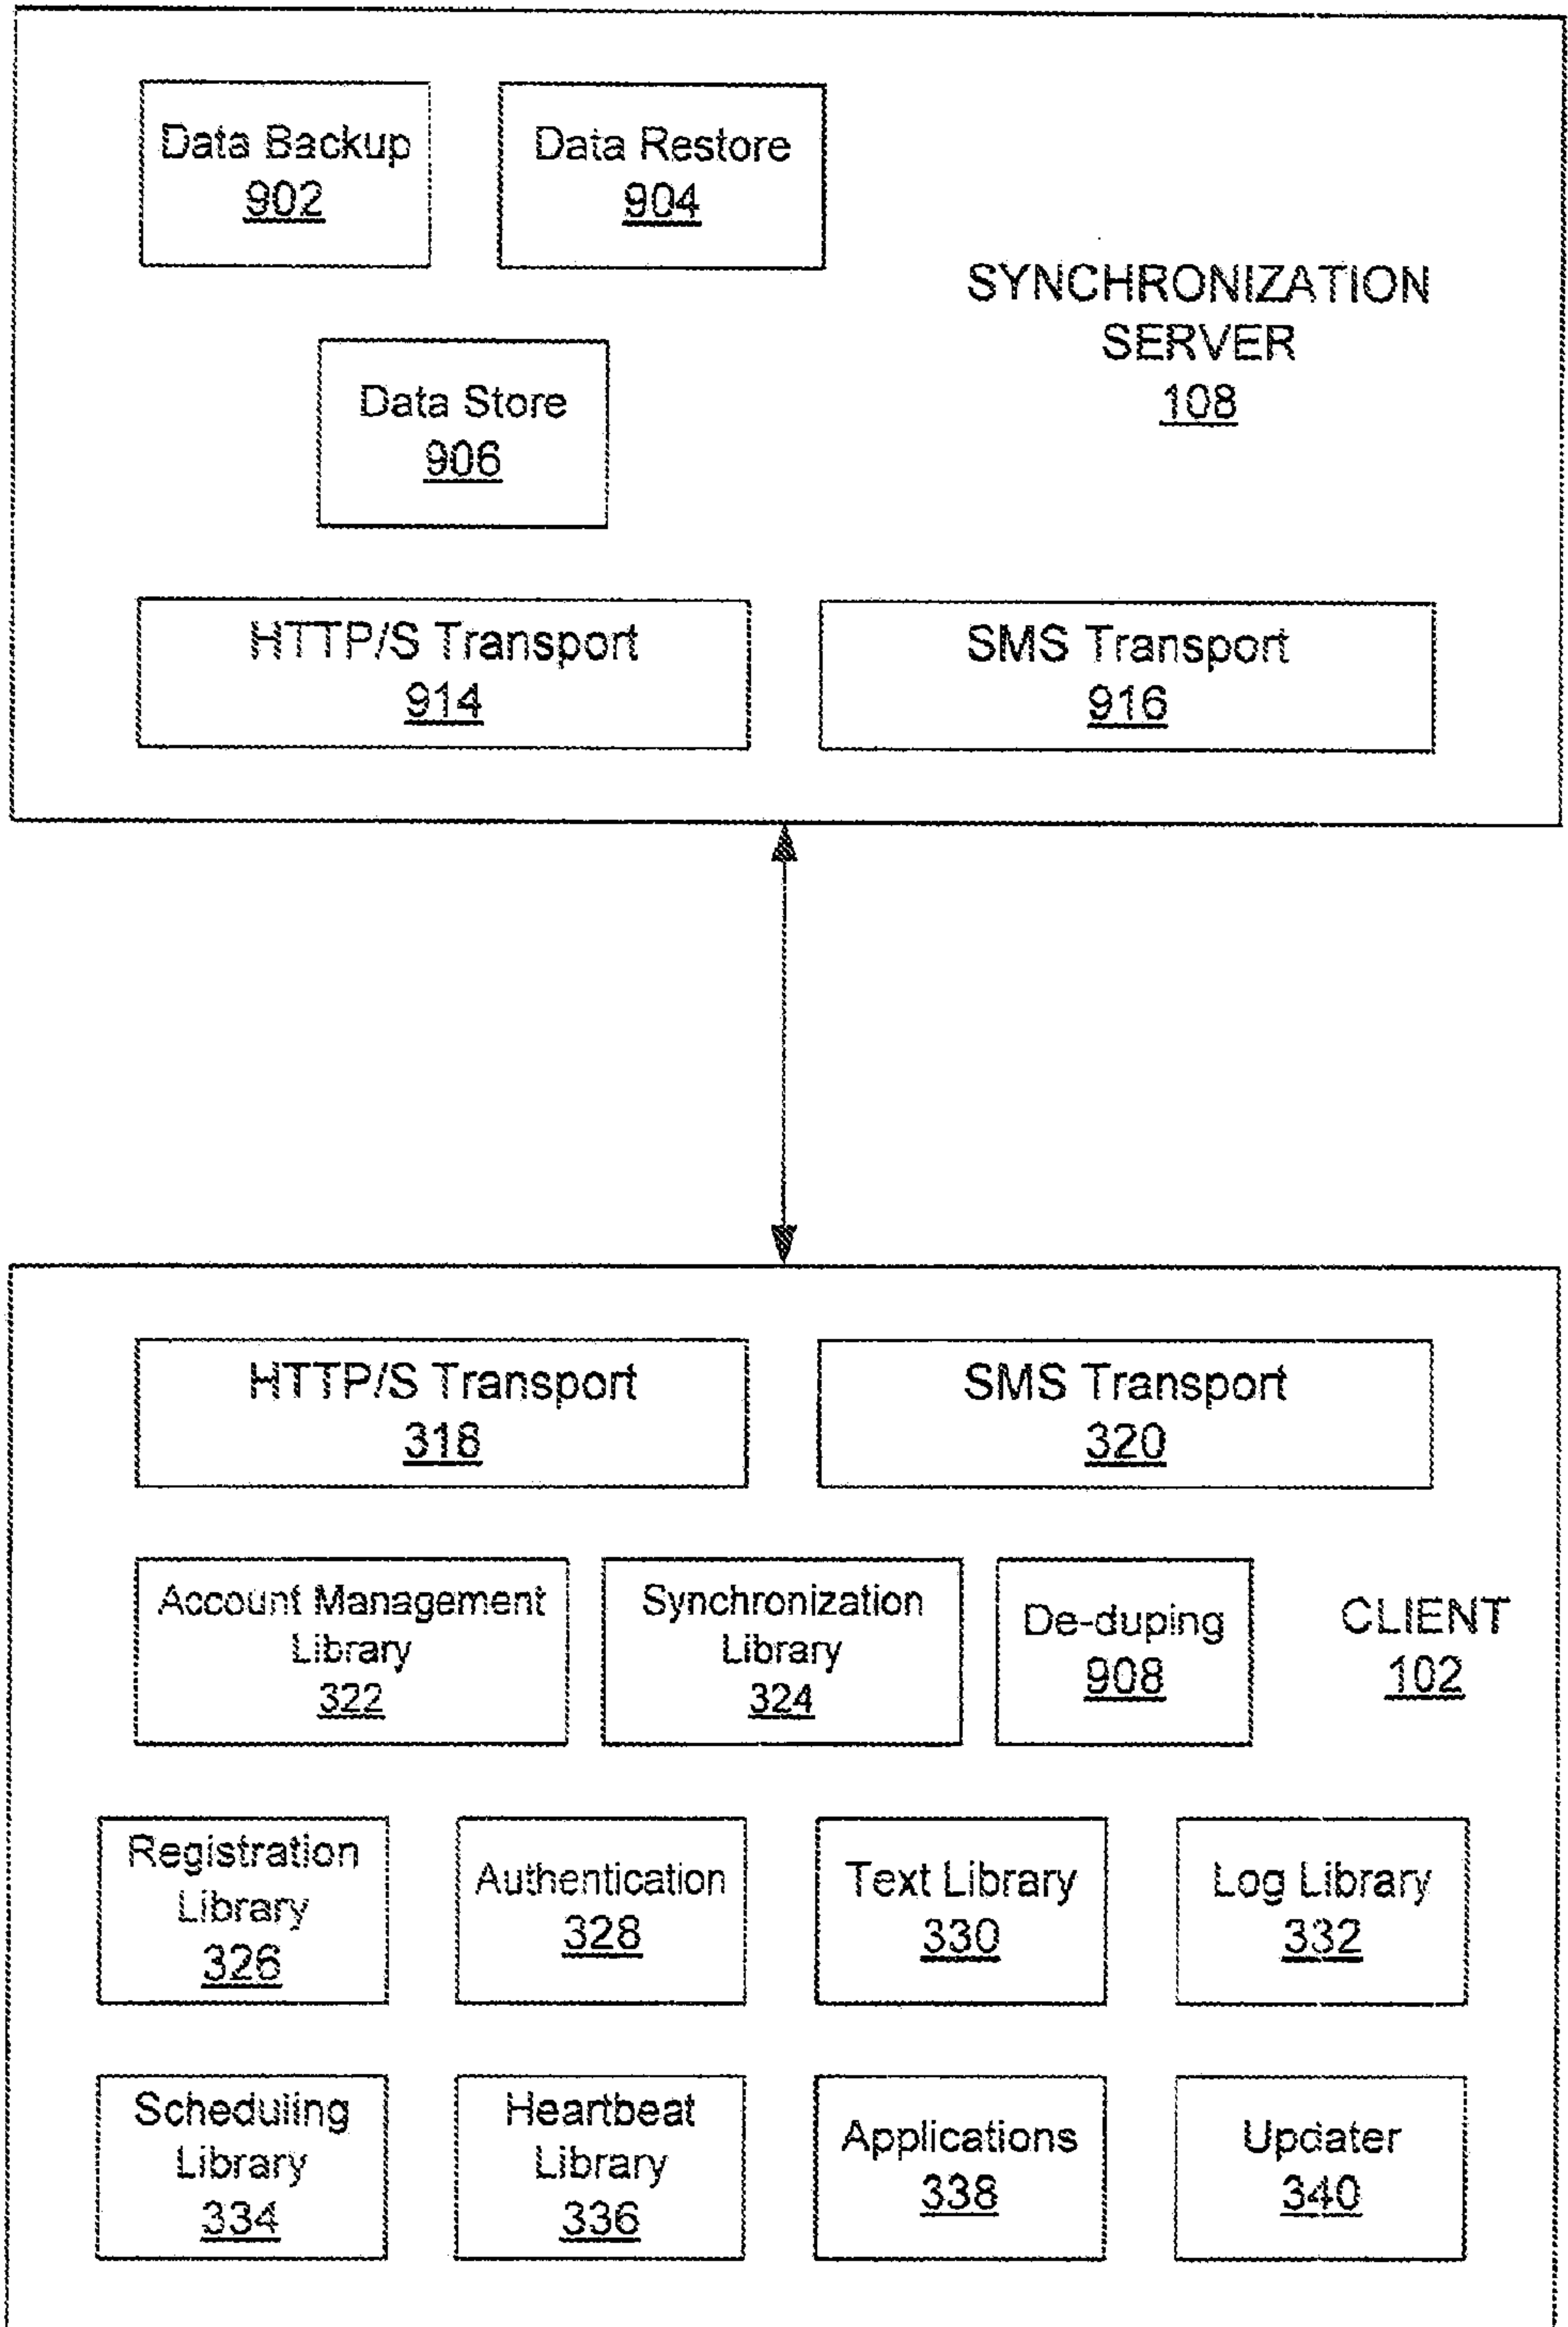 Data Backup
902
Data Restore
904
SYNCHRONIZATION
SERVER
108
Data Store
906
HTTP/S Transport
914
SMS Transport
916
HTTP/S Transport
318
SMS Transport
320
Account Management
Library
322
Synchronization
Library
324
De-duping
908
CLIENT
102
Registration
Library
326
Authentication
328
Text Library
330
Log Library
332
Scheduling
Library
334
Heartbeat
Library
336
Applications
338
Updater
340